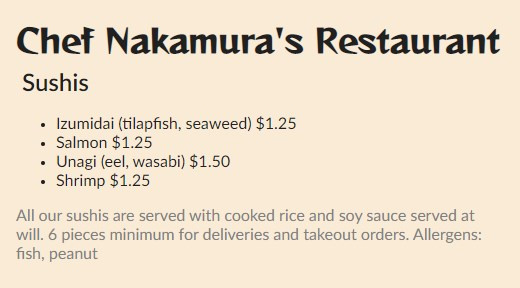 Chef Nakamura's Restaurant
Sushis
• Izumidai (tilapfish, seaweed) $1.25
• Salmon $1.25
• Unagi (eel, wasabi) $1.50
• Shrimp $1.25
All our sushis are served with cooked rice and soy sauce served at
will. 6 pieces minimum for deliveries and takeout orders. Allergens:
fish, peanut